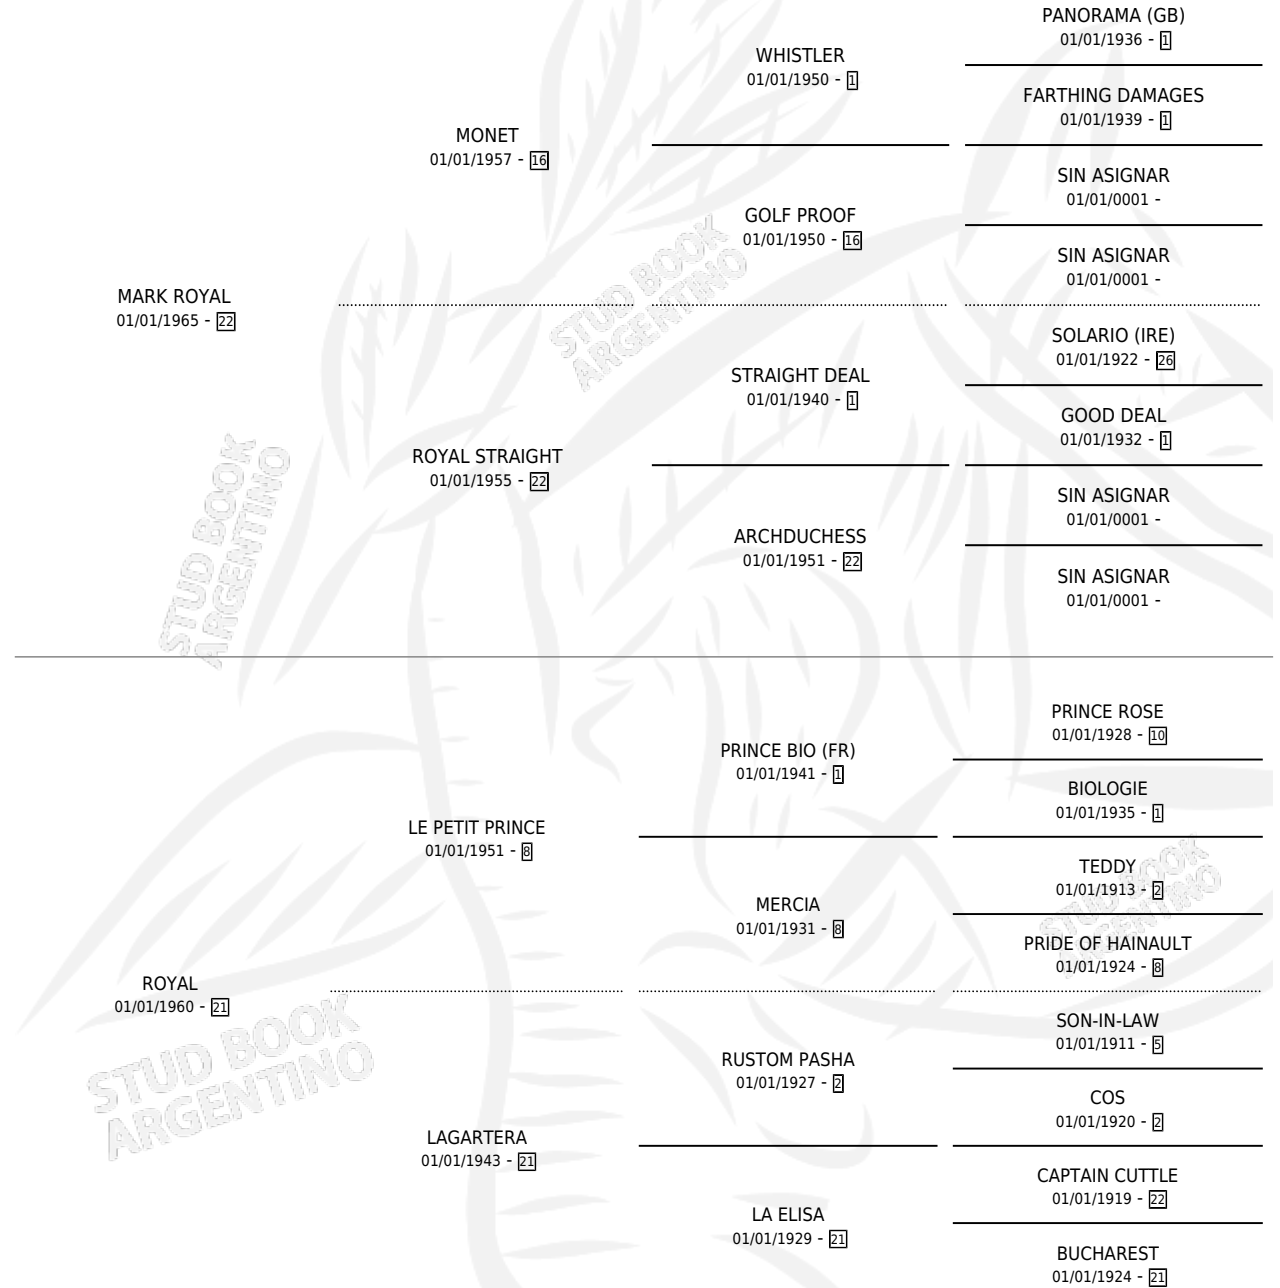 PANORAMA (GB)
01/01/1936 - 1
WHISTLER
01/01/1950 - 1
FARTHING DAMAGES
01/01/1939 - 1
MONET
01/01/1957 - 16
SIN ASIGNAR
01/01/0001 -
GOLF PROOF
01/01/1950 - 16
SIN ASIGNAR
01/01/0001 -
MARK ROYAL
01/01/1965 - 22
SOLARIO (IRE)
01/01/1922 - 26
STRAIGHT DEAL
01/01/1940 - 1
GOOD DEAL
01/01/1932 - 1
ROYAL STRAIGHT
01/01/1955 - 22
SIN ASIGNAR
01/01/0001 -
ARCHDUCHESS
01/01/1951 - 22
SIN ASIGNAR
01/01/0001 -
STUD BOOK
ARGENTINO
STUD BOOK
ARGENTINO
PRINCE ROSE
01/01/1928 - 10
PRINCE BIO (FR)
01/01/1941 - 1
BIOLOGIE
01/01/1935 - 1
LE PETIT PRINCE
01/01/1951 - 8
TEDDY
01/01/1913 - 2
MERCIA
01/01/1931 - 8
PRIDE OF HAINAULT
01/01/1924 - 8
ROYAL
01/01/1960 - 21
SON-IN-LAW
01/01/1911 - 5
RUSTOM PASHA
01/01/1927 - 2
COS
01/01/1920 - 2
LAGARTERA
01/01/1943 - 21
CAPTAIN CUTTLE
01/01/1919 - 22
LA ELISA
01/01/1929 - 21
BUCHAREST
01/01/1924 - 21
STUD BOOK
ARGENTINO
STUD BOOK
ARGENTINO